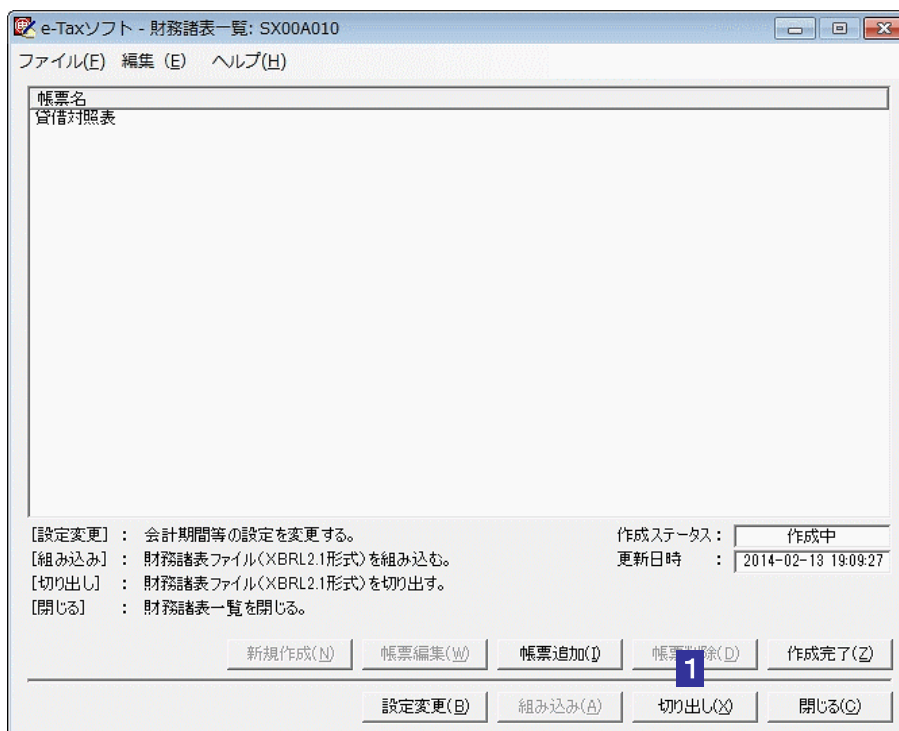 e-Taxソフト - 財務諸表一覧: SX00A010
ファイル(F) 編集 (E) ヘルプ(H)
帳票名
貸借対照表
[設定変更] : 会計期間等の設定を変更する。 作成ステータス: 作成中
[組み込み] : 財務諸表ファイル(XBRL2.1形式)を組み込む。 更新日時 : 2014-02-13 19:09:27
[切り出し] : 財務諸表ファイル(XBRL2.1形式)を切り出す。
[閉じる] : 財務諸表一覧を閉じる。
新規作成(N) 帳票編集(W) 帳票追加(I) 帳票削除(D) 作成完了(Z)
1
設定変更(B) 組み込み(A) 切り出し(X) 閉じる(C)